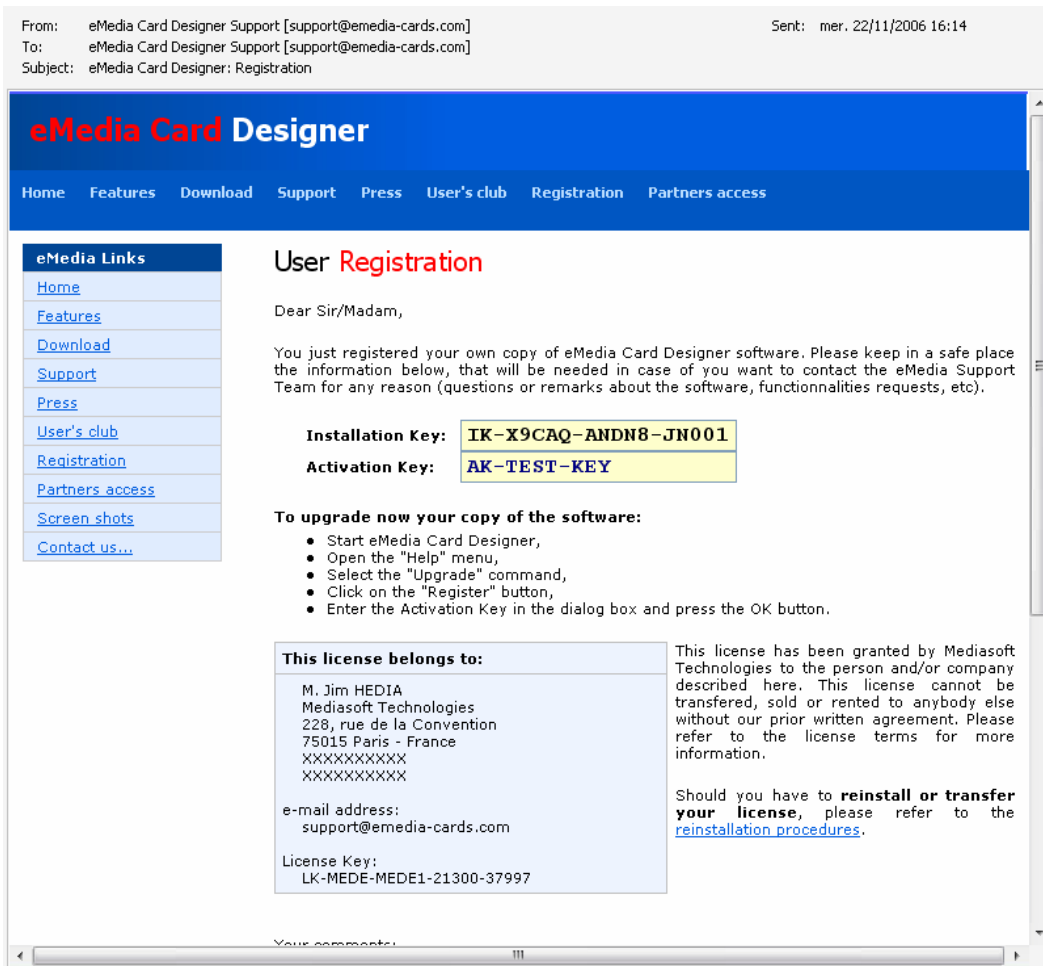 From: eMedia Card Designer Support [support@emedia-cards.com] Sent: mer. 22/11/2006 16:14
To: eMedia Card Designer Support [support@emedia-cards.com]
Subject: eMedia Card Designer: Registration
eMedia Card Designer
Home Features Download Support Press User's club Registration Partners access
eMedia Links
Home
Features
Download
Support
Press
User's club
Registration
Partners access
Screen shots
Contact us...
User Registration
Dear Sir/Madam,
You just registered your own copy of eMedia Card Designer software. Please keep in a safe place
the information below, that will be needed in case of you want to contact the eMedia Support
Team for any reason (questions or remarks about the software, functionnalities requests, etc).
Installation Key: IK-X9CAQ-ANDN8-JN001
Activation Key: AK-TEST-KEY
To upgrade now your copy of the software:
• Start eMedia Card Designer,
• Open the "Help" menu,
• Select the "Upgrade" command,
• Click on the "Register" button,
• Enter the Activation Key in the dialog box and press the OK button.
This license belongs to:
M. Jim HEDIA
Mediasoft Technologies
228, rue de la Convention
75015 Paris - France
XXXXXXXXXX
XXXXXXXXXX
e-mail address:
support@emedia-cards.com
License Key:
LK-MEDE-MEDE1-21300-37997
This license has been granted by Mediasoft
Technologies to the person and/or company
described here. This license cannot be
transfered, sold or rented to anybody else
without our prior written agreement. Please
refer to the license terms for more
information.
Should you have to reinstall or transfer
your license, please refer to the
reinstallation procedures.
Your comments: